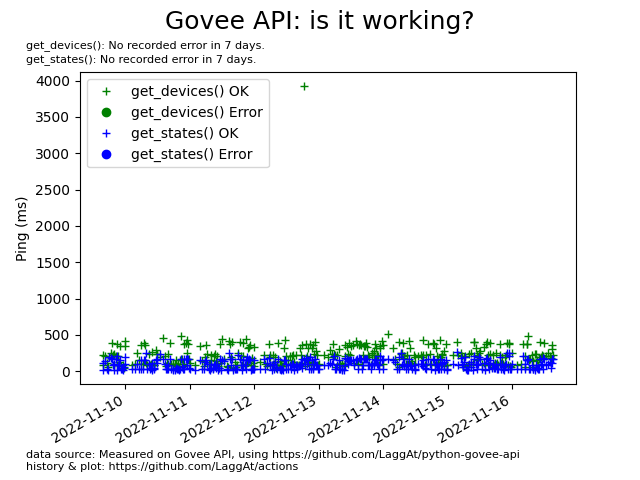 Govee API: is it working?
get_devices(): No recorded error in 7 days.
get_states(): No recorded error in 7 days.
4000
3500
3000
2500
2000
1500
1000
500
0
Ping (ms)
get_devices() OK
get_devices() Error
get_states() OK
get_states() Error
2022-11-10
2022-11-11
2022-11-12
2022-11-13
2022-11-14
2022-11-15
2022-11-16
data source: Measured on Govee API, using https://github.com/LaggAt/python-govee-api
history & plot: https://github.com/LaggAt/actions